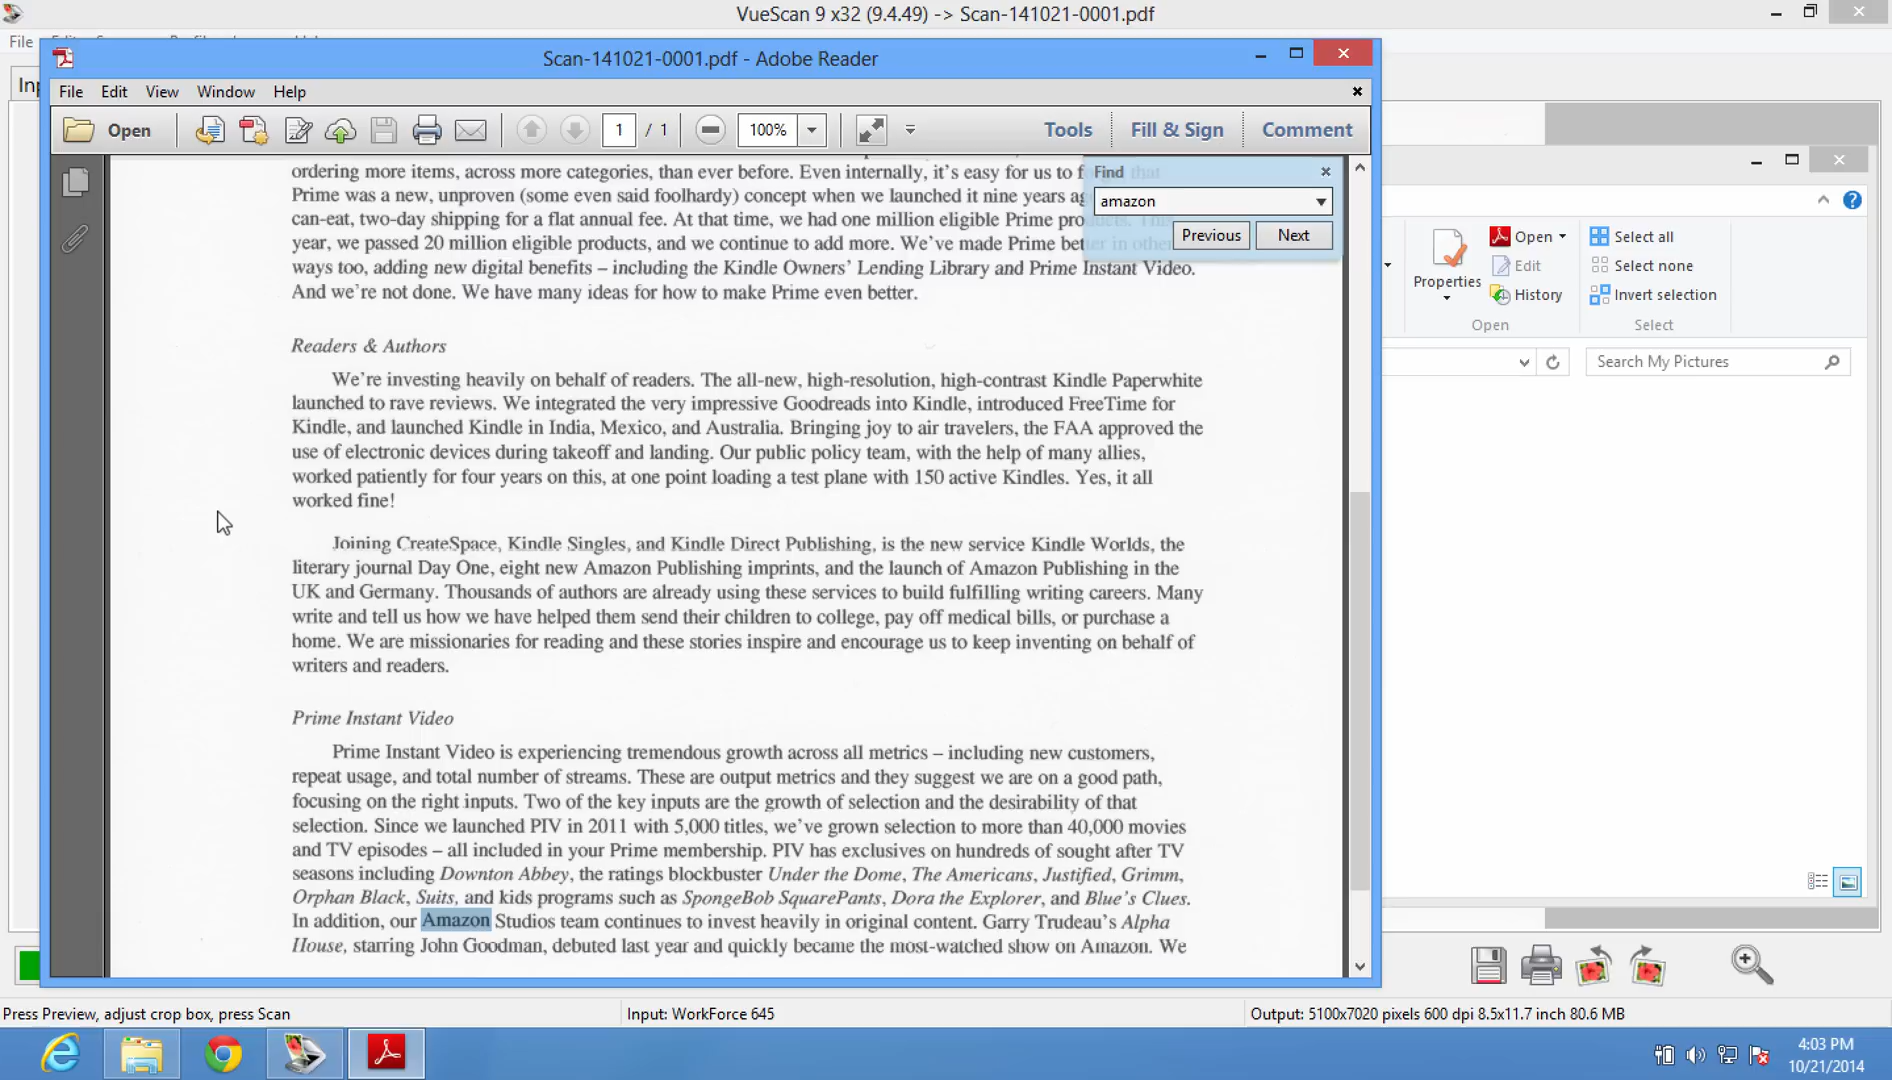 VueScan 9 x32 (9.4.49) -> Scan-141021-0001.pdf
File
Scan-141021-0001.pdf - Adobe Reader
File Edit View Window Help
Open 1 / 1 100% Tools Fill & Sign Comment
Find
amazon
Previous Next
ordering more items, across more categories, than ever before. Even internally, it's easy for us to that
Prime was a new, unproven (some even said foolhardy) concept when we launched it nine years
can-eat, two-day shipping for a flat annual fee. At that time, we had one million eligible Prime
year, we passed 20 million eligible products, and we continue to add more. We've made Prime better in other
ways too, adding new digital benefits – including the Kindle Owners' Lending Library and Prime Instant Video.
And we're not done. We have many ideas for how to make Prime even better.
Readers & Authors
We're investing heavily on behalf of readers. The all-new, high-resolution, high-contrast Kindle Paperwhite
launched to rave reviews. We integrated the very impressive Goodreads into Kindle, introduced FreeTime for
Kindle, and launched Kindle in India, Mexico, and Australia. Bringing joy to air travelers, the FAA approved the
use of electronic devices during takeoff and landing. Our public policy team, with the help of many allies,
worked patiently for four years on this, at one point loading a test plane with 150 active Kindles. Yes, it all
worked fine!
Joining CreateSpace, Kindle Singles, and Kindle Direct Publishing, is the new service Kindle Worlds, the
literary journal Day One, eight new Amazon Publishing imprints, and the launch of Amazon Publishing in the
UK and Germany. Thousands of authors are already using these services to build fulfilling writing careers. Many
write and tell us how we have helped them send their children to college, pay off medical bills, or purchase a
home. We are missionaries for reading and these stories inspire and encourage us to keep inventing on behalf of
writers and readers.
Prime Instant Video
Prime Instant Video is experiencing tremendous growth across all metrics – including new customers,
repeat usage, and total number of streams. These are output metrics and they suggest we are on a good path,
focusing on the right inputs. Two of the key inputs are the growth of selection and the desirability of that
selection. Since we launched PIV in 2011 with 5,000 titles, we've grown selection to more than 40,000 movies
and TV episodes – all included in your Prime membership. PIV has exclusives on hundreds of sought after TV
seasons including Downton Abbey, the ratings blockbuster Under the Dome, The Americans, Justified, Grimm,
Orphan Black, Suits, and kids programs such as SpongeBob SquarePants, Dora the Explorer, and Blue's Clues.
In addition, our Amazon Studios team continues to invest heavily in original content. Garry Trudeau's Alpha
House, starring John Goodman, debuted last year and quickly became the most-watched show on Amazon. We
Properties
Open
Edit
History
Open
Select all
Select none
Invert selection
Select
Search My Pictures
Press Preview, adjust crop box, press Scan
Input: WorkForce 645
Output: 5100x7020 pixels 600 dpi 8.5x11.7 inch 80.6 MB
4:03 PM
10/21/2014